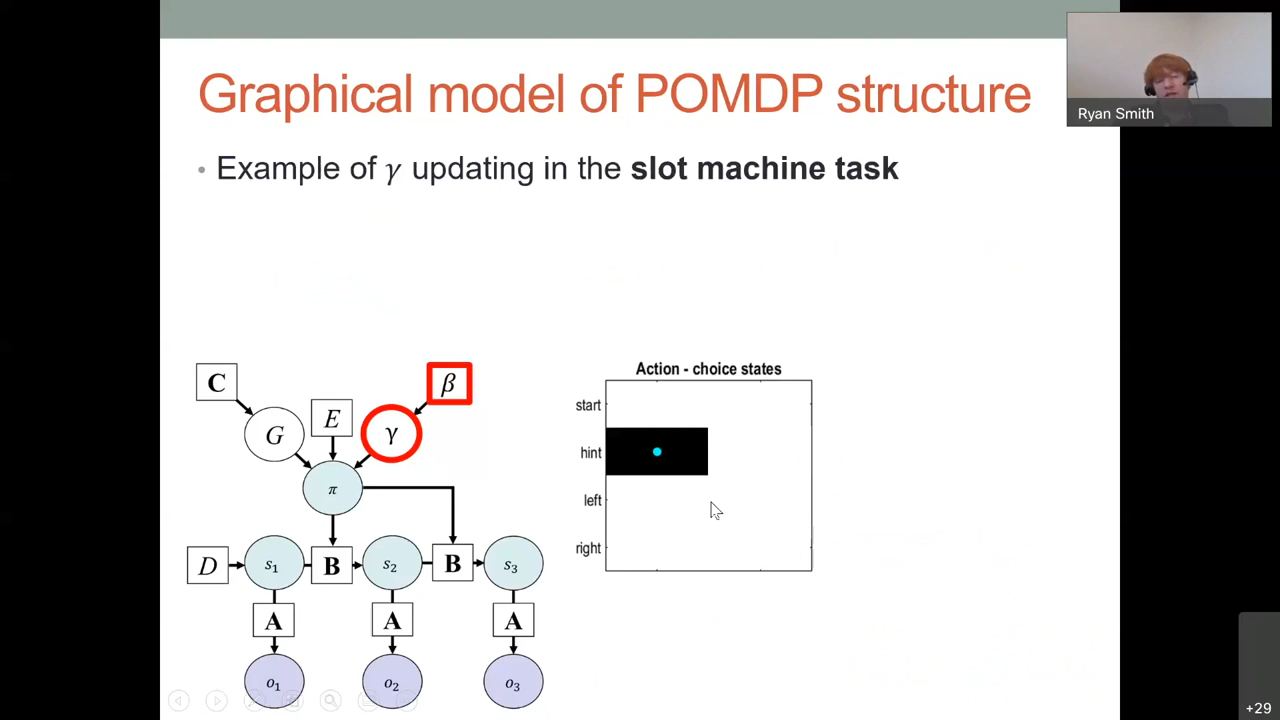 Graphical model of POMDP structure
Ryan Smith
• Example of γ updating in the slot machine task
C
E
β
G
γ
π
D
s₁
B
s₂
B
s₃
A
A
A
o₁
o₂
o₃
Action - choice states
start
hint
left
right
+29